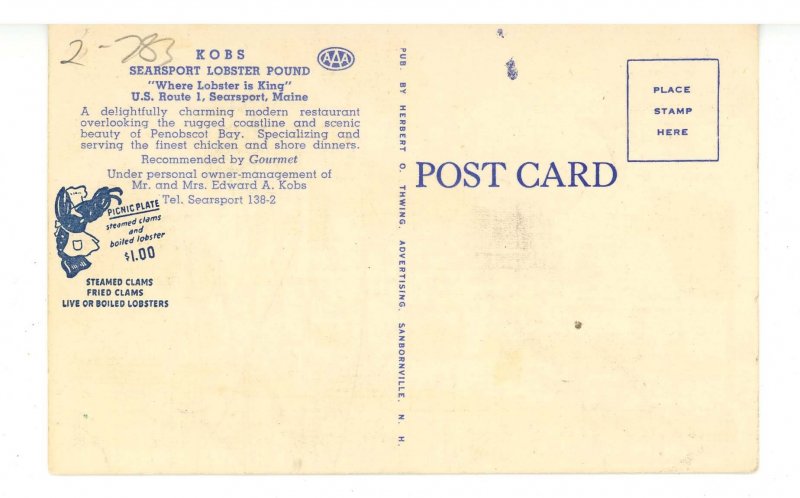 2-783
KOBS
AAA
SEARSPORT LOBSTER POUND
"Where Lobster is King"
U.S. Route 1, Searsport, Maine
A delightfully charming modern restaurant
overlooking the rugged coastline and scenic
beauty of Penobscot Bay. Specializing and
serving the finest chicken and shore dinners.
Recommended by Gourmet
Under personal owner-management of
Mr. and Mrs. Edward A. Kobs
Tel. Searsport 138-2
PICNIC PLATE
steamed clams
and
boiled lobster
$1.00
STEAMED CLAMS
FRIED CLAMS
LIVE OR BOILED LOBSTERS
PUB. BY HERBERT O. THWING, ADVERTISING, SANBORNVILLE, N. H.
POST CARD
PLACE
STAMP
HERE